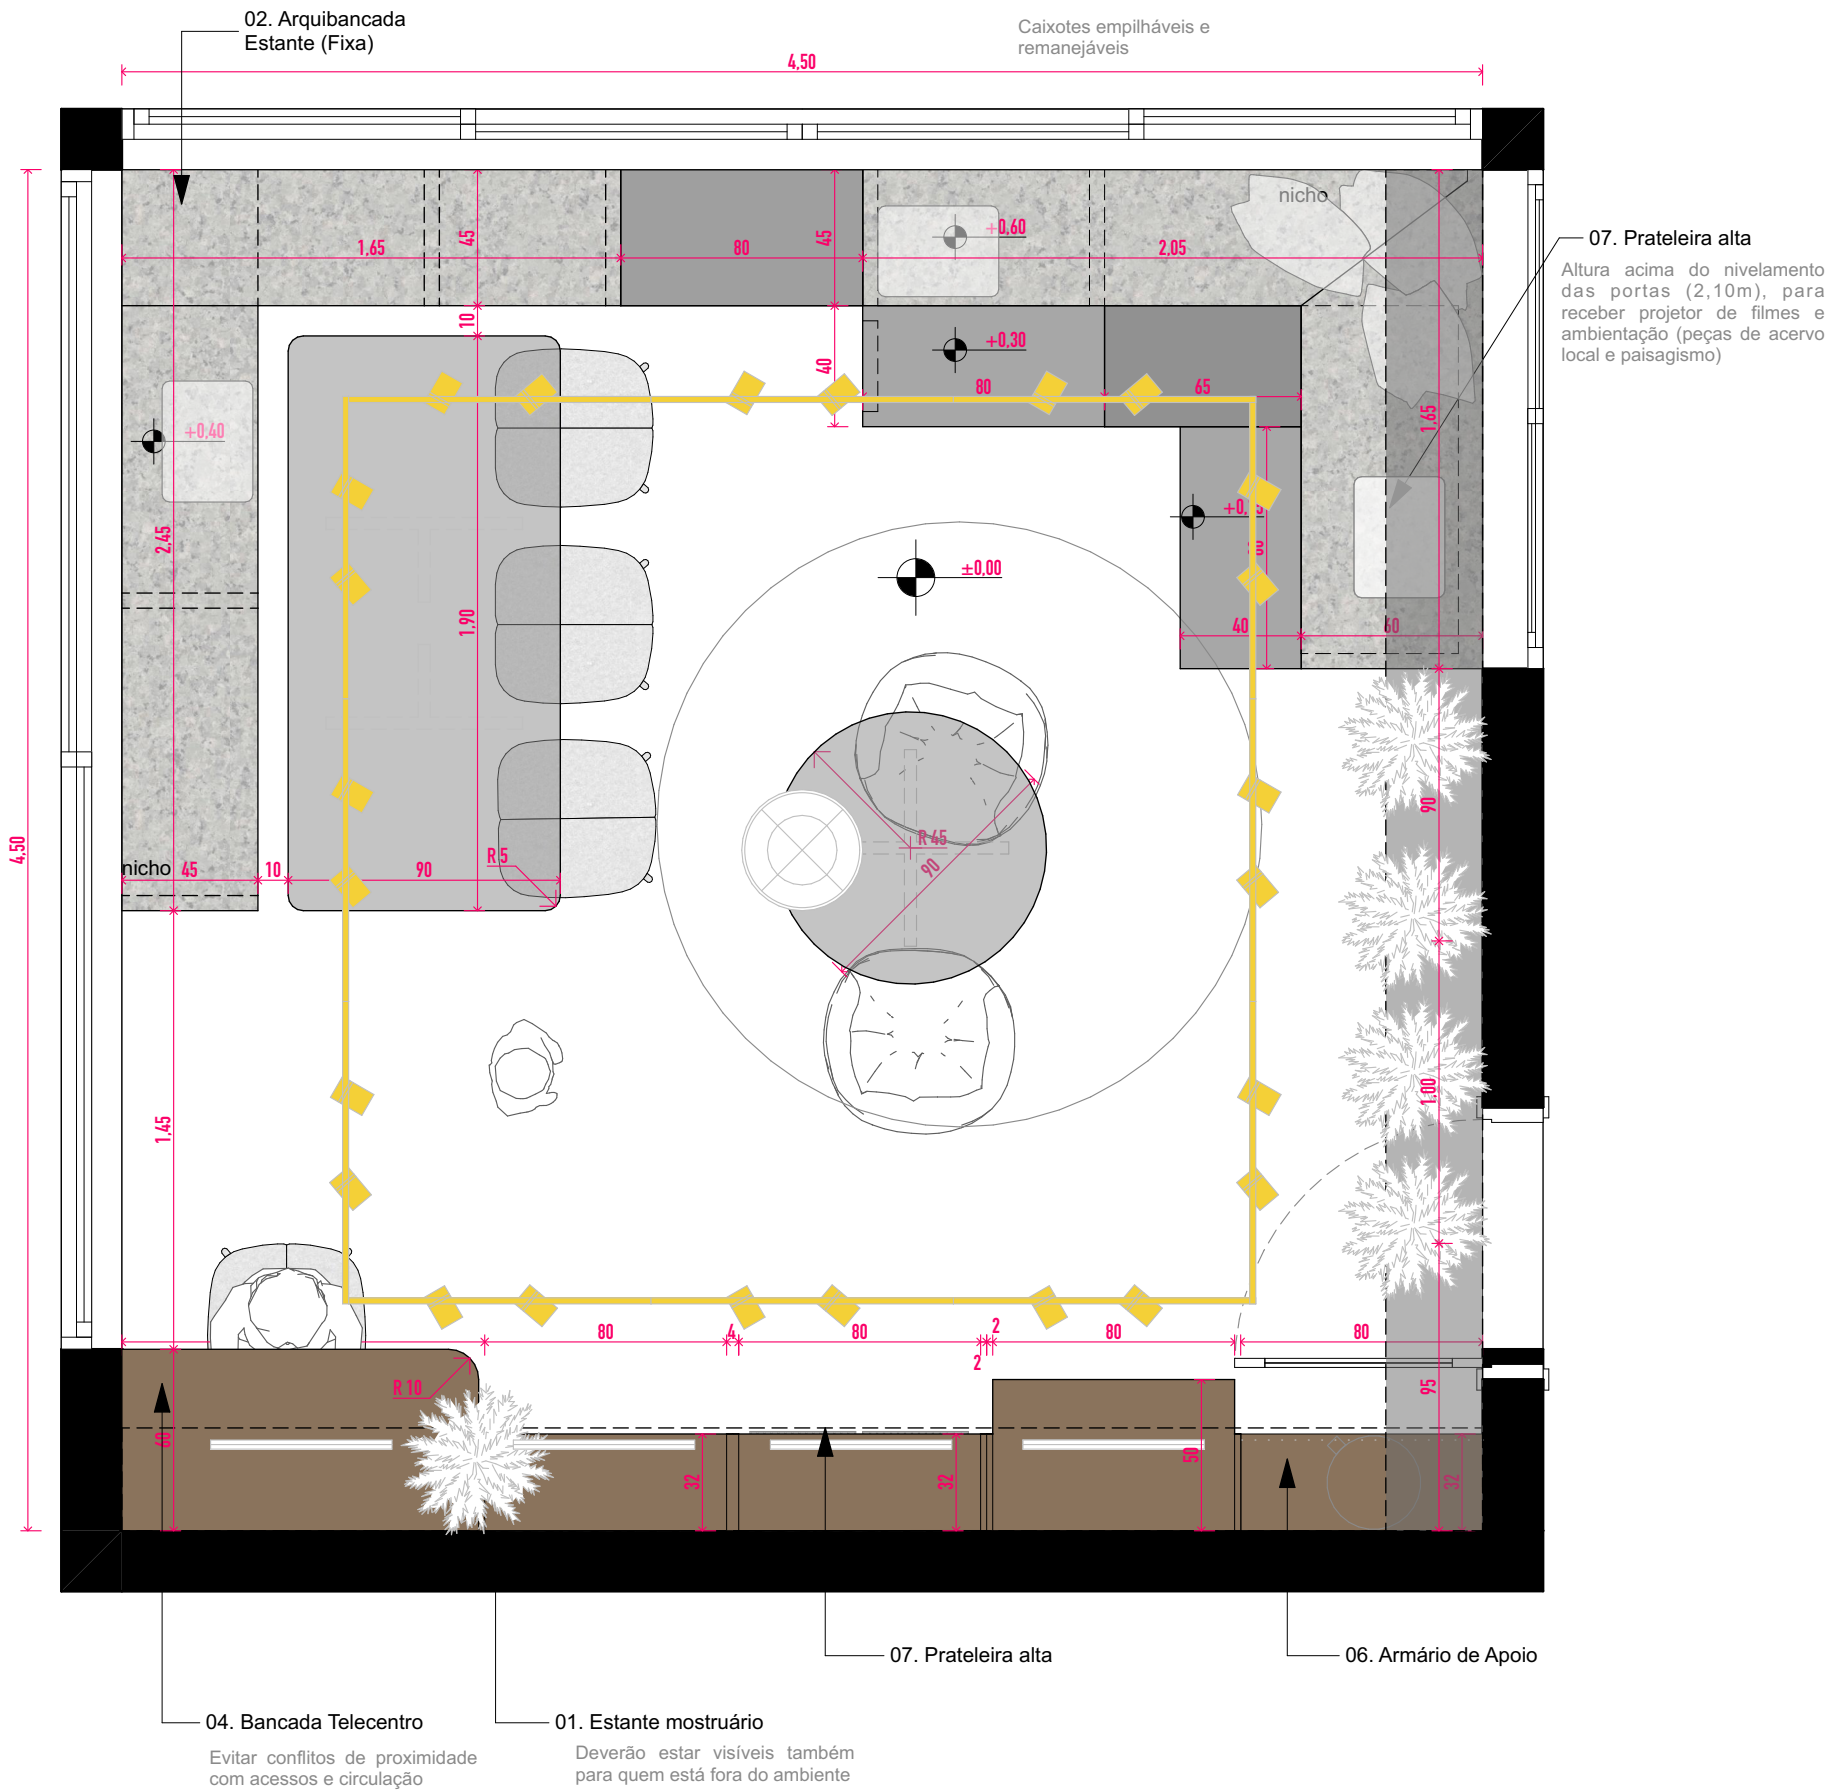 02. Arquibancada
Estante (Fixa)
Caixotes empilháveis e
remanejáveis
4,50
nicho
+0,60
1,65
45
80
45
2,05
07. Prateleira alta
Altura acima do nivelamento
das portas (2,10m), para
receber projetor de filmes e
ambientação (peças de acervo
local e paisagismo)
10
+0,30
40
80
65
+0,40
1,65
2,45
±0,00
1,90
40
60
90
4,50
R 45
90
nicho
45
10
90
R 5
1,00
1,45
80
4
80
2
2
80
80
R 10
95
60
32
32
50
32
07. Prateleira alta
06. Armário de Apoio
04. Bancada Telecentro
Evitar conflitos de proximidade
com acessos e circulação
01. Estante mostruário
Deverão estar visíveis também
para quem está fora do ambiente